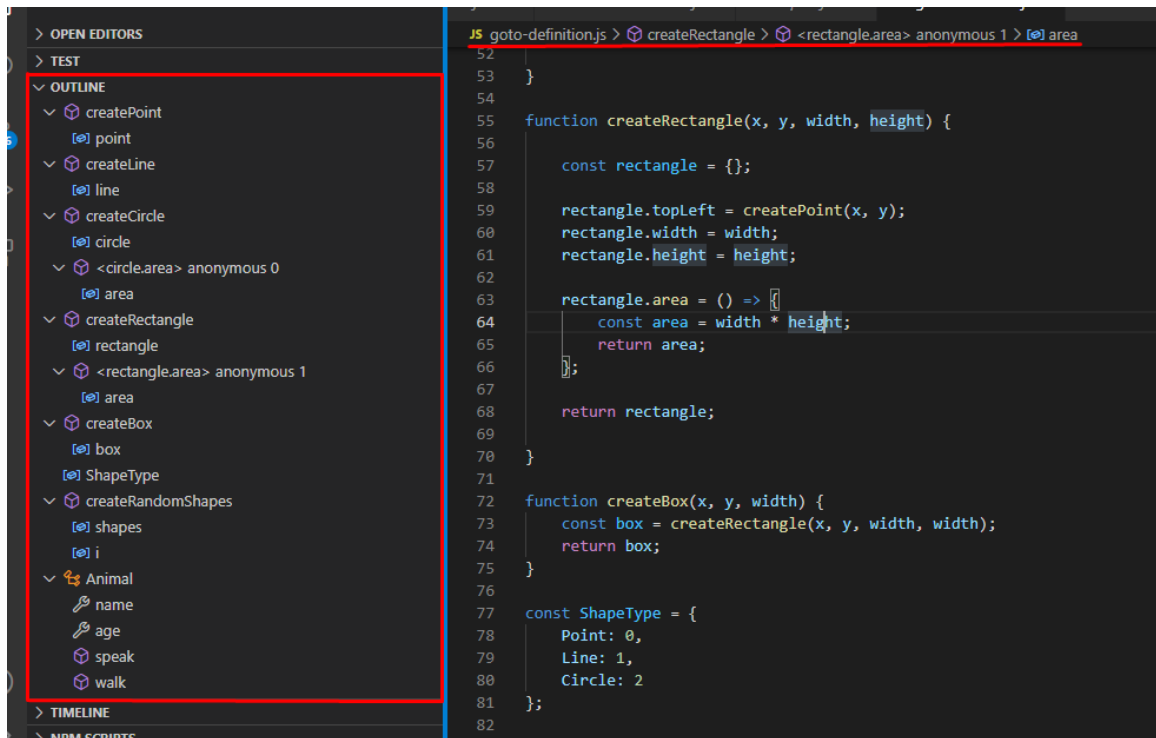 OPEN EDITORS
TEST
OUTLINE
createPoint
point
createLine
line
createCircle
circle
<circle.area> anonymous 0
area
createRectangle
rectangle
<rectangle.area> anonymous 1
area
createBox
box
ShapeType
createRandomShapes
shapes
i
Animal
name
age
speak
walk
TIMELINE
NPM SCRIPTS
JS goto-definition.js > createRectangle > <rectangle.area> anonymous 1 > area
52
53 }
54
55 function createRectangle(x, y, width, height) {
56
57 const rectangle = {};
58
59 rectangle.topLeft = createPoint(x, y);
60 rectangle.width = width;
61 rectangle.height = height;
62
63 rectangle.area = () => {
64 const area = width * height;
65 return area;
66 };
67
68 return rectangle;
69
70 }
71
72 function createBox(x, y, width) {
73 const box = createRectangle(x, y, width, width);
74 return box;
75 }
76
77 const ShapeType = {
78 Point: 0,
79 Line: 1,
80 Circle: 2
81 };
82